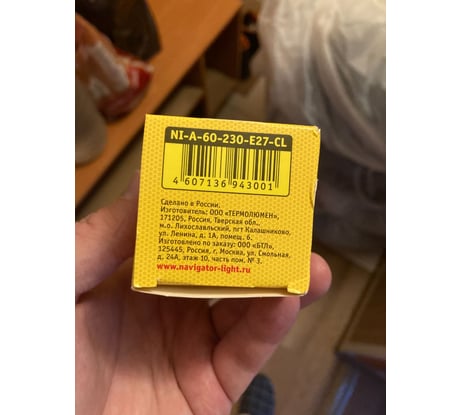 NI-A-60-230-E27-CL
4 607136 943001
Сделано в России.
Изготовитель: ООО «ТЕРМОЛЮМЕН»,
171205, Россия, Тверская обл.,
м.о. Лихославльский, пгт Калашниково,
ул. Ленина, д. 1А, помещ. 6.
Изготовлено по заказу: ООО «БТЛ»,
125445, Россия, г. Москва, ул. Смольная,
д. 24А, этаж 10, часть пом. № 3.
www.navigator-light.ru